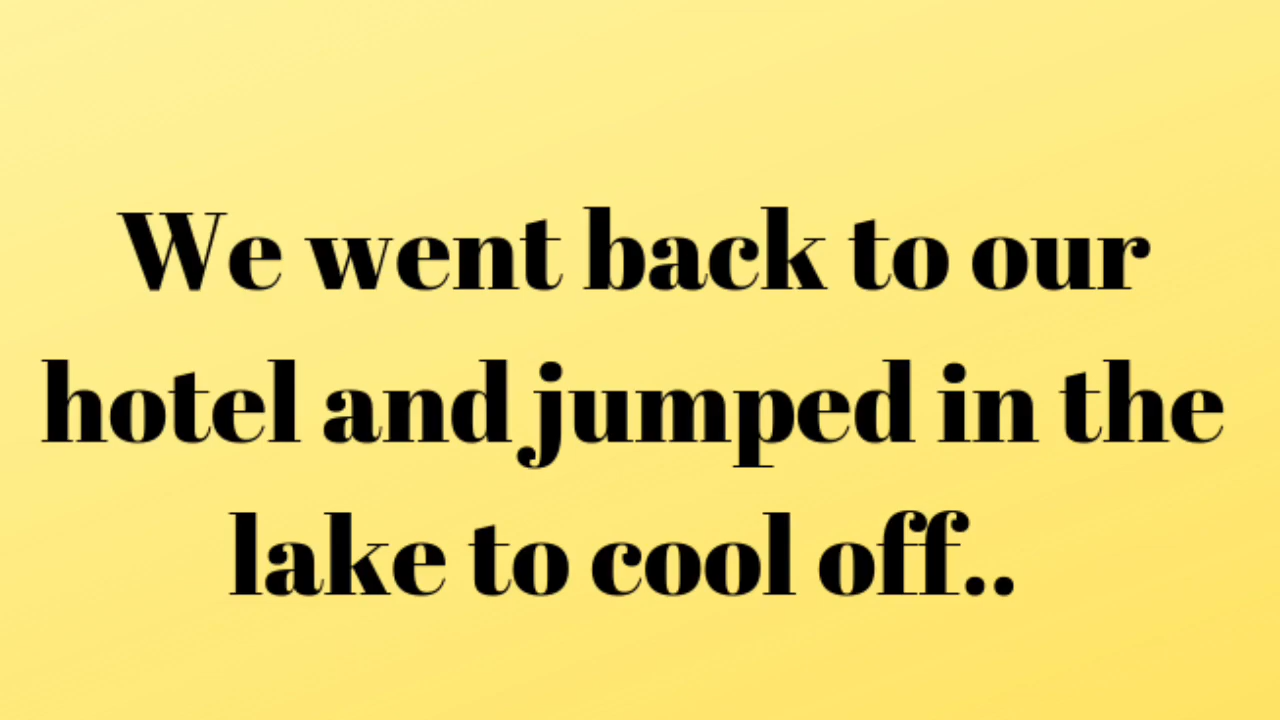 We went back to our
hotel and jumped in the
lake to cool off..